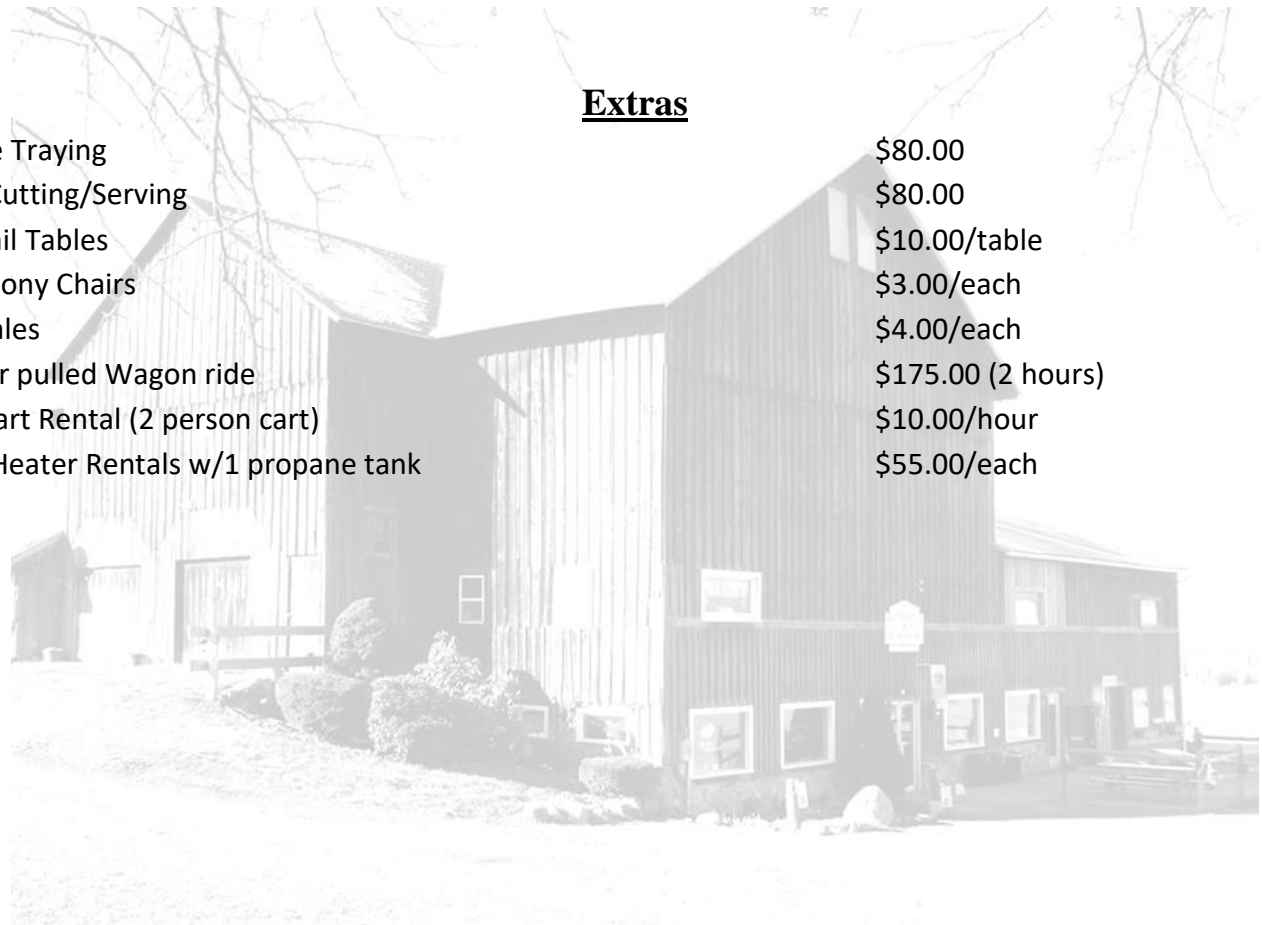 Extras
e Traying $80.00
Cutting/Serving $80.00
il Tables $10.00/table
ony Chairs $3.00/each
ales $4.00/each
r pulled Wagon ride $175.00 (2 hours)
art Rental (2 person cart) $10.00/hour
Heater Rentals w/1 propane tank $55.00/each